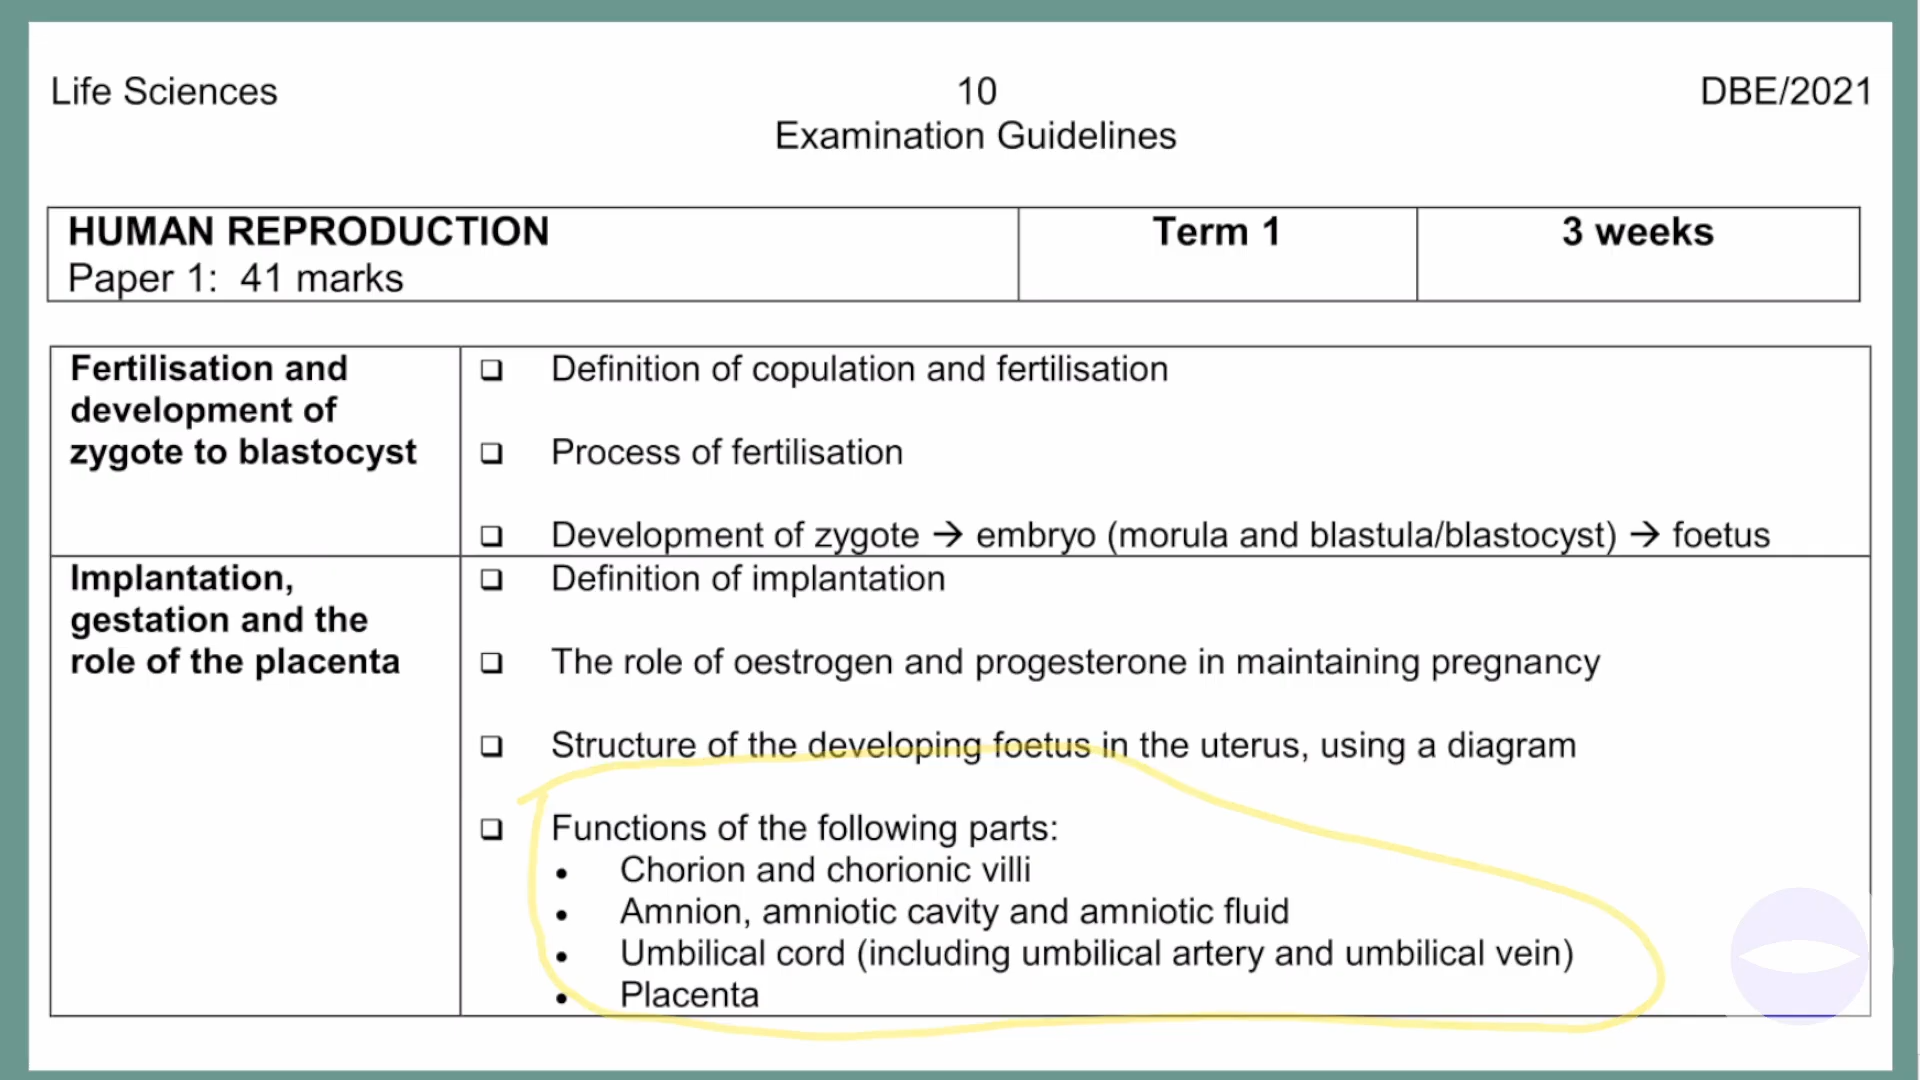 Life Sciences 10 DBE/2021
Examination Guidelines
HUMAN REPRODUCTION Term 1 3 weeks
Paper 1: 41 marks
Fertilisation and development of zygote to blastocyst
❑ Definition of copulation and fertilisation
❑ Process of fertilisation
❑ Development of zygote → embryo (morula and blastula/blastocyst) → foetus
Implantation, gestation and the role of the placenta
❑ Definition of implantation
❑ The role of oestrogen and progesterone in maintaining pregnancy
❑ Structure of the developing foetus in the uterus, using a diagram
❑ Functions of the following parts:
• Chorion and chorionic villi
• Amnion, amniotic cavity and amniotic fluid
• Umbilical cord (including umbilical artery and umbilical vein)
• Placenta